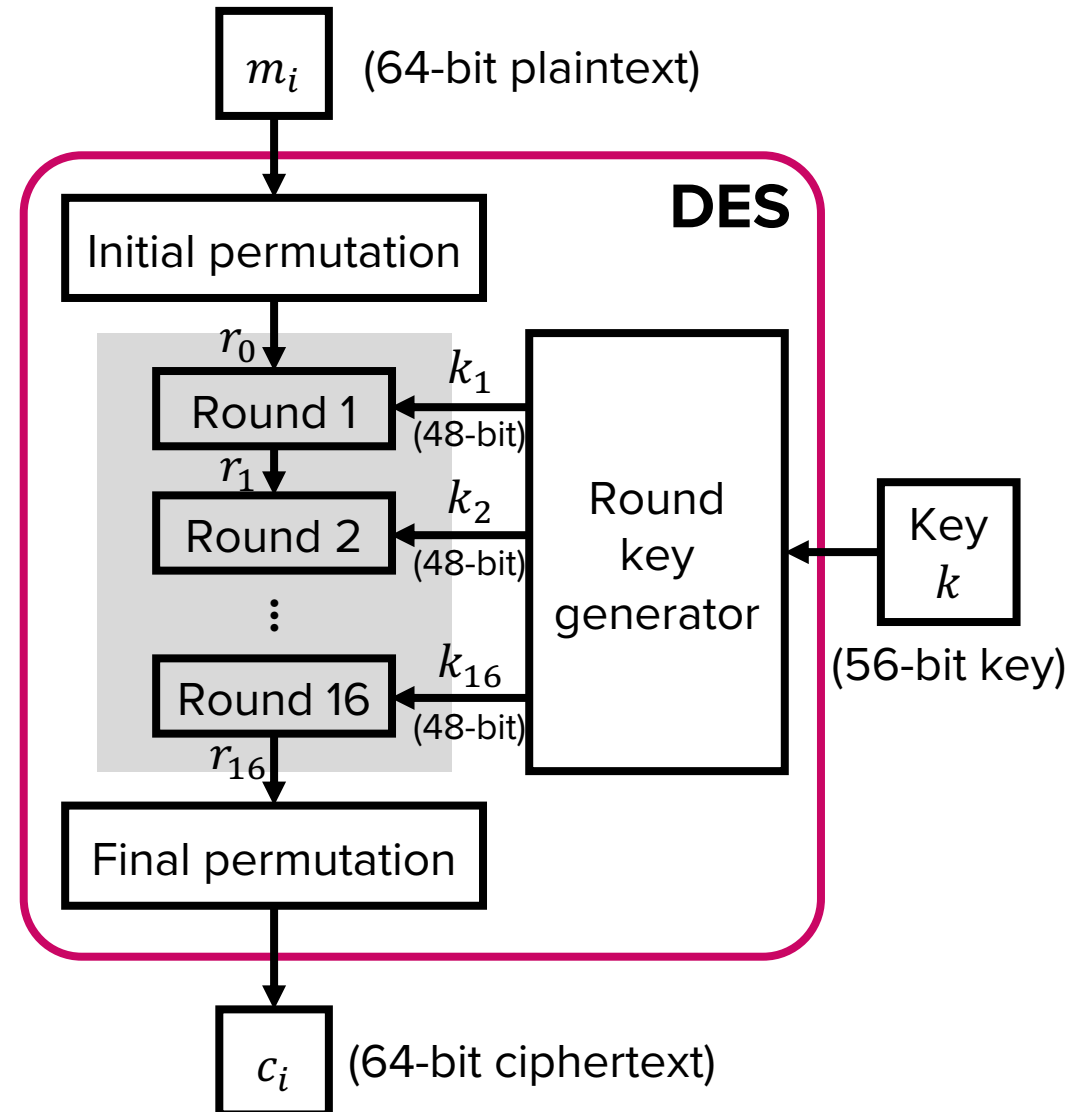 m_i (64-bit plaintext)
DES
Initial permutation
r_0
k_1
Round 1
(48-bit)
r_1
k_2
Round 2
(48-bit)
⋮
Round
key
generator
Key
k
(56-bit key)
k_16
Round 16
(48-bit)
r_16
Final permutation
c_i (64-bit ciphertext)